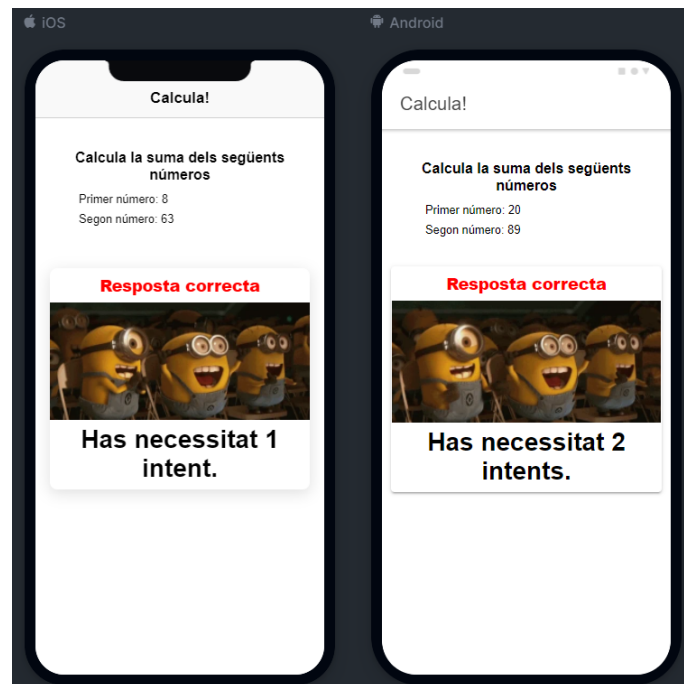 iOS
Calcula!
Calcula la suma dels següents
números
Primer número: 8
Segon número: 63
Resposta correcta
Has necessitat 1
intent.
Android
Calcula!
Calcula la suma dels següents
números
Primer número: 20
Segon número: 89
Resposta correcta
Has necessitat 2
intents.